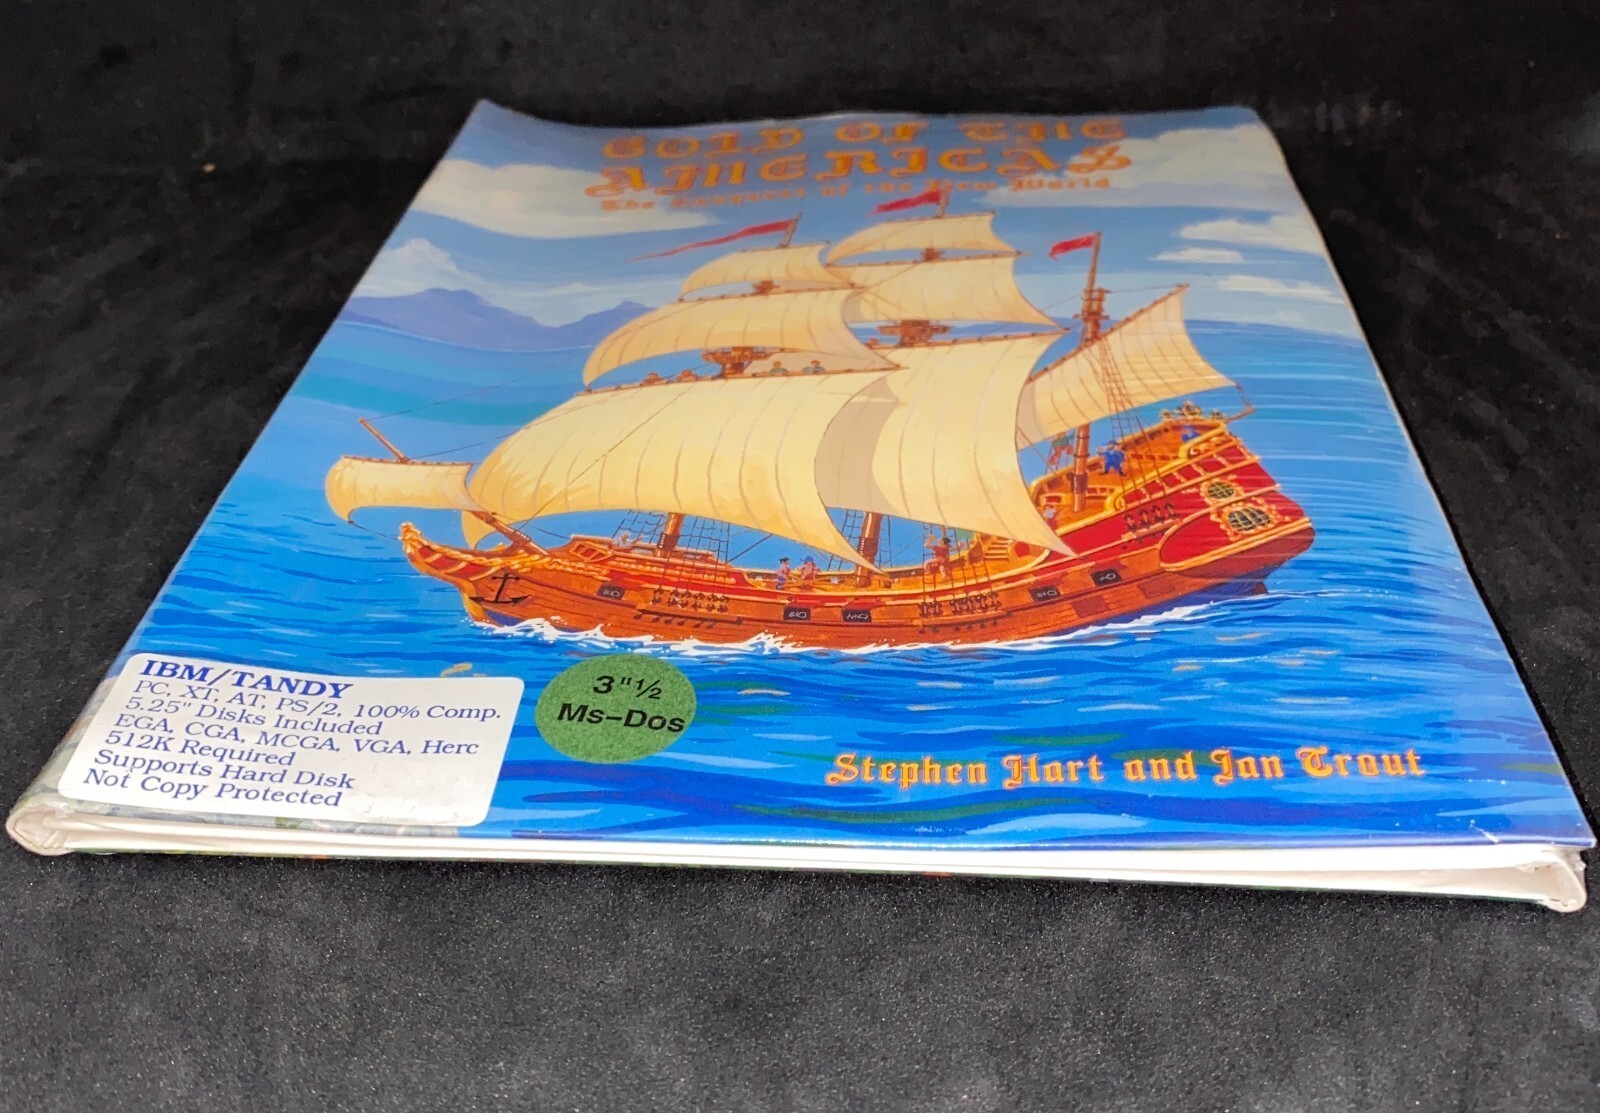 GOLD OF THE
AMERICAS
The Conquest of the New World
IBM/TANDY
PC, XT, AT, PS/2, 100% Comp.
5.25" Disks Included
EGA, CGA, MCGA, VGA, Herc
512K Required
Supports Hard Disk
Not Copy Protected
3"½
Ms-Dos
Stephen Hart and Ian Trout